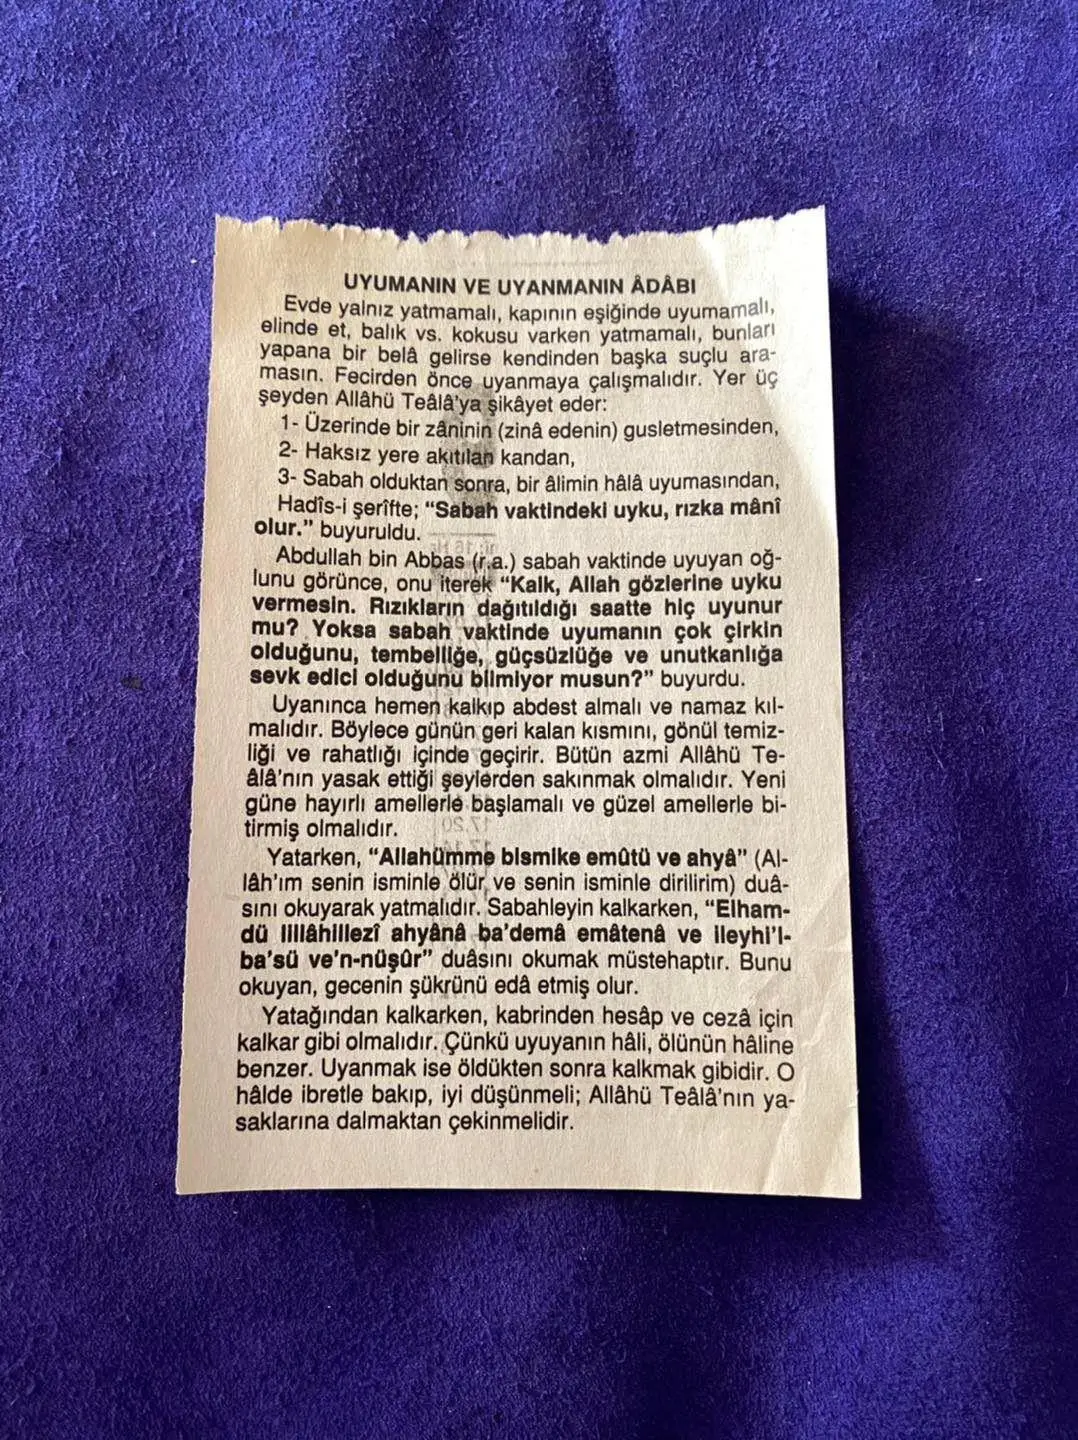 UYUMANIN VE UYANMANIN ÂDÂBI
Evde yalnız yatmamalı, kapının eşiğinde uyumamalı,
elinde et, balık vs. kokusu varken yatmamalı, bunları
yapana bir belâ gelirse kendinden başka suçlu ara-
masın. Fecirden önce uyanmaya çalışmalıdır. Yer üç
şeyden Allâhü Teâlâ'ya şikâyet eder:
1- Üzerinde bir zâninin (zinâ edenin) gusletmesinden,
2- Haksız yere akıtılan kandan,
3- Sabah olduktan sonra, bir âlimin hâlâ uyumasından,
Hadîs-i şerîfte; “Sabah vaktindeki uyku, rızka mânî
olur.” buyuruldu.
Abdullah bin Abbas (r.a.) sabah vaktinde uyuyan oğ-
lunu görünce, onu iterek “Kalk, Allah gözlerine uyku
vermesin. Rızıkların dağıtıldığı saatte hiç uyunur
mu? Yoksa sabah vaktinde uyumanın çok çirkin
olduğunu, tembelliğe, güçsüzlüğe ve unutkanlığa
sevk edici olduğunu bilmiyor musun?” buyurdu.
Uyanınca hemen kalkıp abdest almalı ve namaz kıl-
malıdır. Böylece günün geri kalan kısmını, gönül temiz-
liği ve rahatlığı içinde geçirir. Bütün azmi Allâhü Te-
âlâ'nın yasak ettiği şeylerden sakınmak olmalıdır. Yeni
güne hayırlı amellerle başlamalı ve güzel amellerle bi-
tirmiş olmalıdır.
Yatarken, “Allahümme bismike emûtü ve ahyâ” (Al-
lâh'ım senin isminle ölür ve senin isminle dirilirim) duâ-
sını okuyarak yatmalıdır. Sabahleyin kalkarken, “Elham-
dü lillâhillezî ahyânâ ba'demâ emâtenâ ve ileyhi'l-
ba'sü ve'n-nüşûr” duâsını okumak müstehaptır. Bunu
okuyan, gecenin şükrünü edâ etmiş olur.
Yatağından kalkarken, kabrinden hesâp ve cezâ için
kalkar gibi olmalıdır. Çünkü uyuyanın hâli, ölünün hâline
benzer. Uyanmak ise öldükten sonra kalkmak gibidir. O
hâlde ibretle bakıp, iyi düşünmeli; Allâhü Teâlâ'nın ya-
saklarına dalmaktan çekinmelidir.